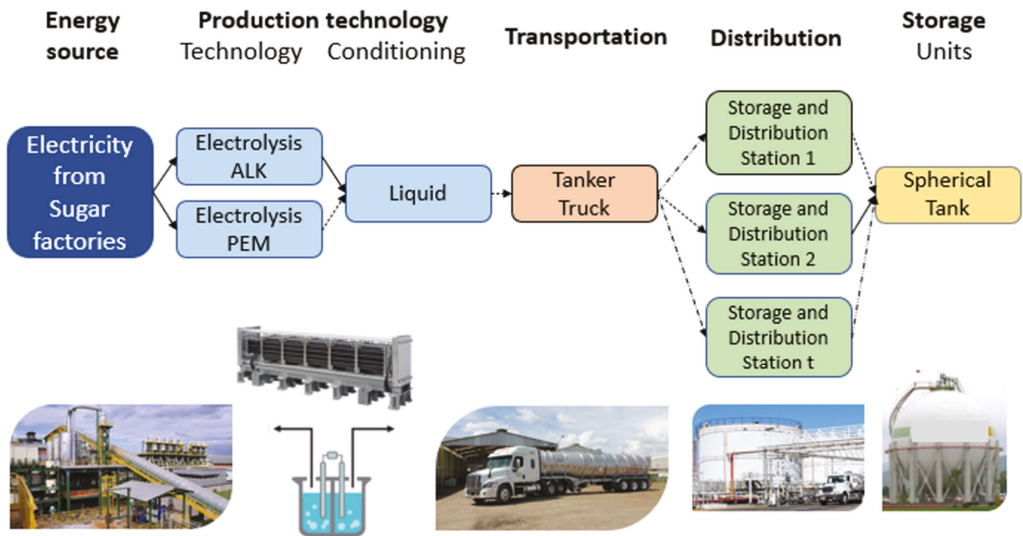 Energy
source
Production technology
Technology
Conditioning
Transportation
Distribution
Storage
Units
Electricity
from
Sugar
factories
Electrolysis
ALK
Electrolysis
PEM
Liquid
Tanker
Truck
Storage and
Distribution
Station 1
Storage and
Distribution
Station 2
Storage and
Distribution
Station t
Spherical
Tank